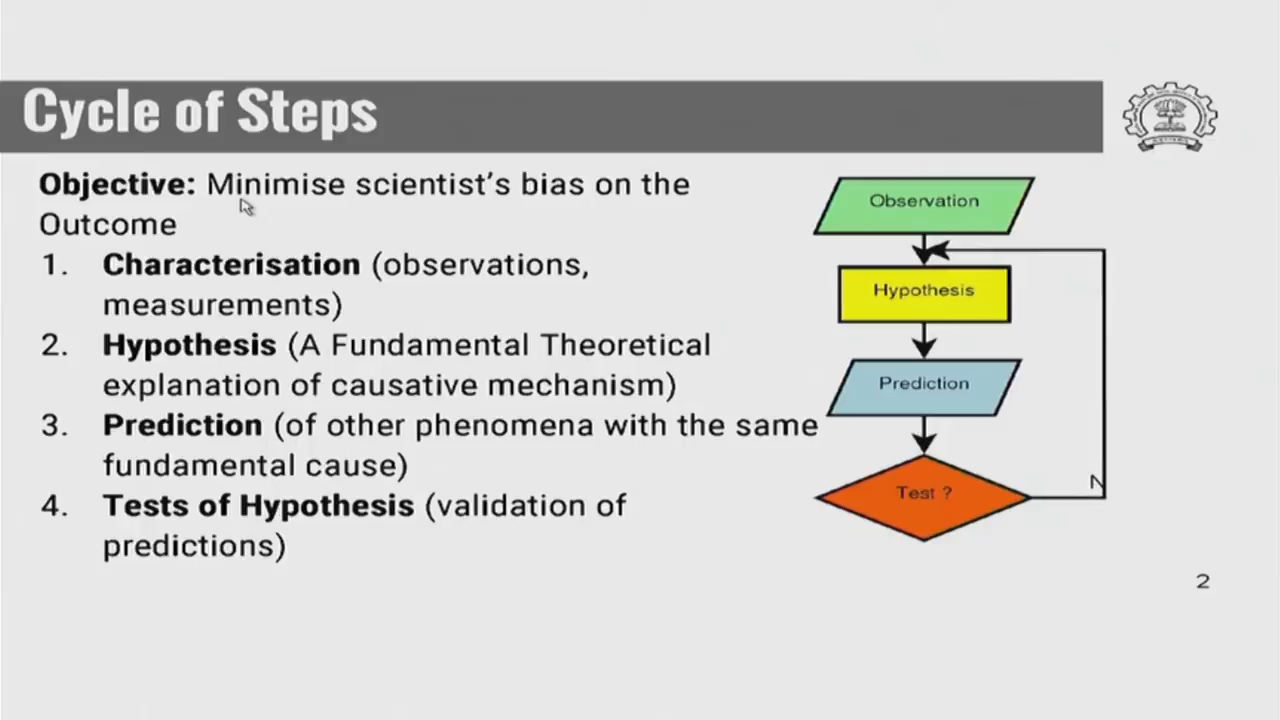 Cycle of Steps
Objective: Minimise scientist's bias on the
Outcome
1. Characterisation (observations,
measurements)
2. Hypothesis (A Fundamental Theoretical
explanation of causative mechanism)
3. Prediction (of other phenomena with the same
fundamental cause)
4. Tests of Hypothesis (validation of
predictions)
Observation
Hypothesis
Prediction
Test ?
N
2